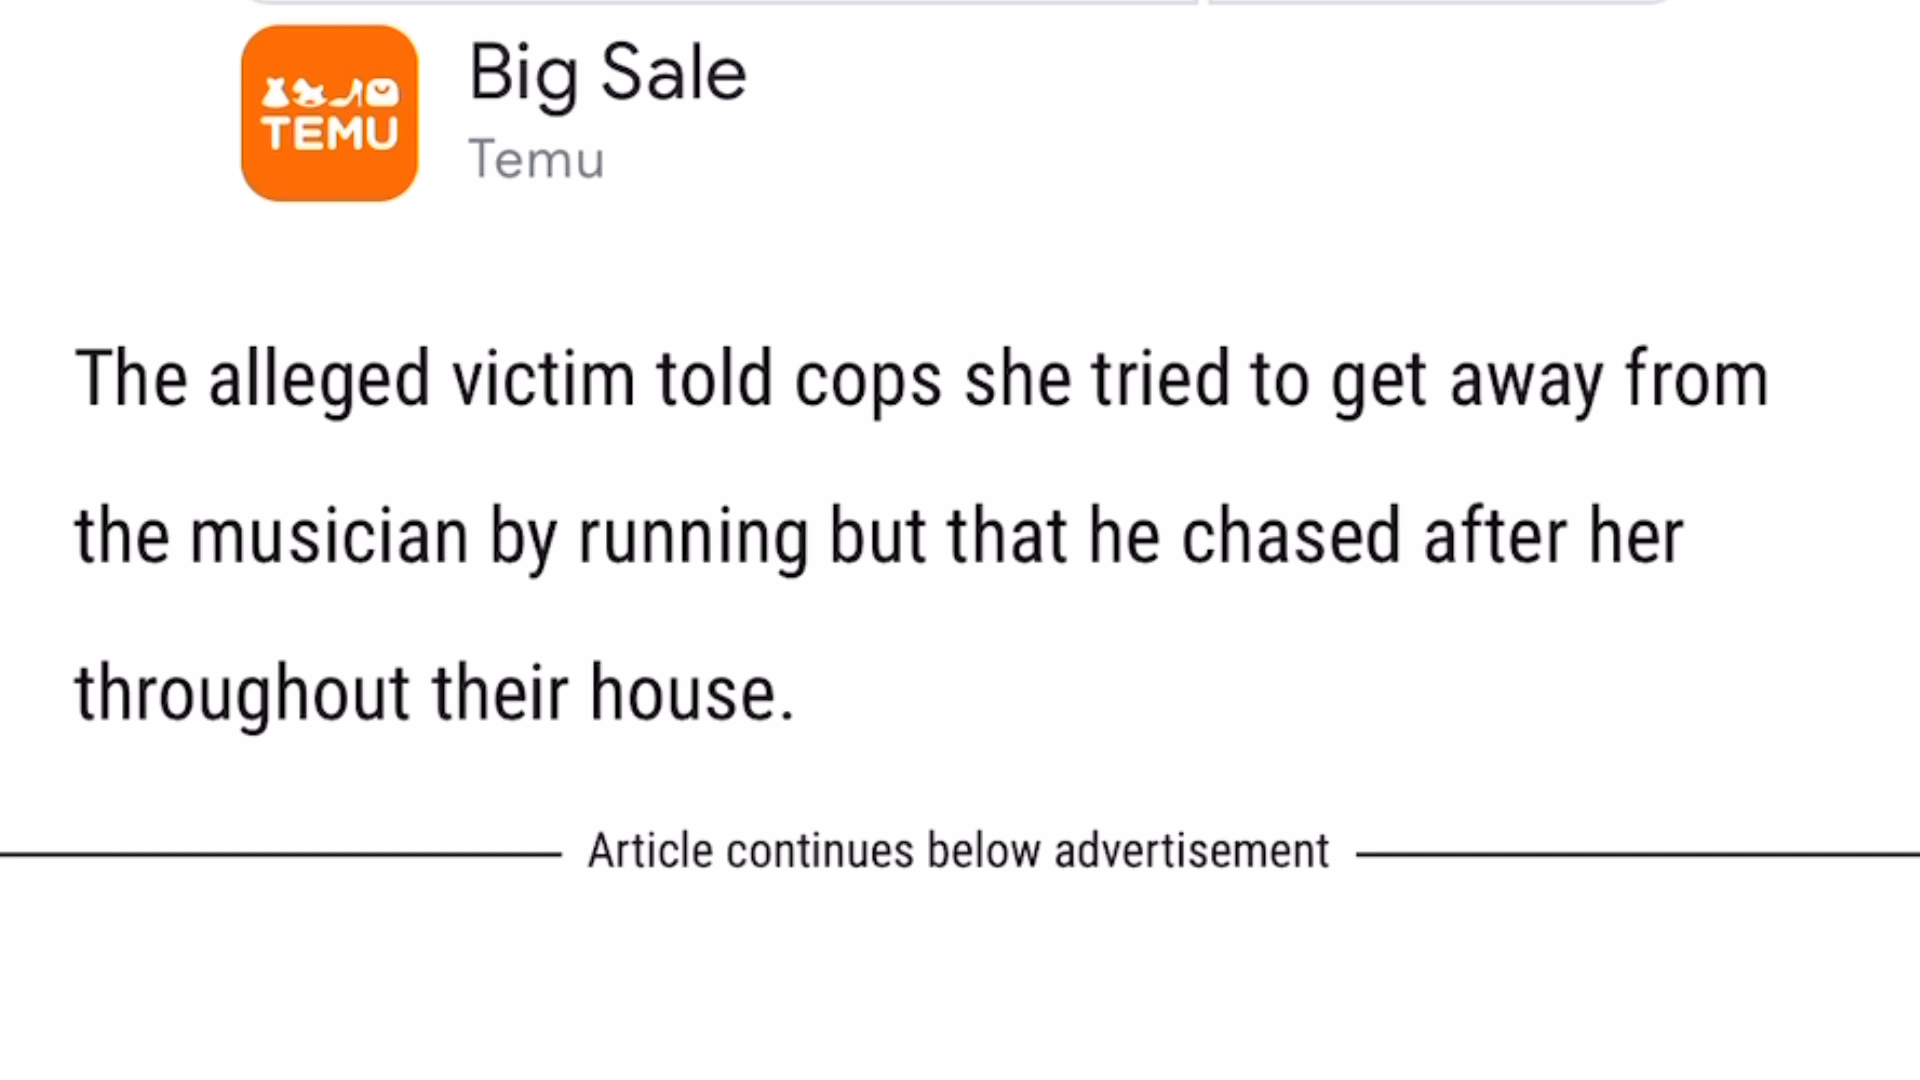 TEMU
Big Sale
Temu
The alleged victim told cops she tried to get away from
the musician by running but that he chased after her
throughout their house.
Article continues below advertisement